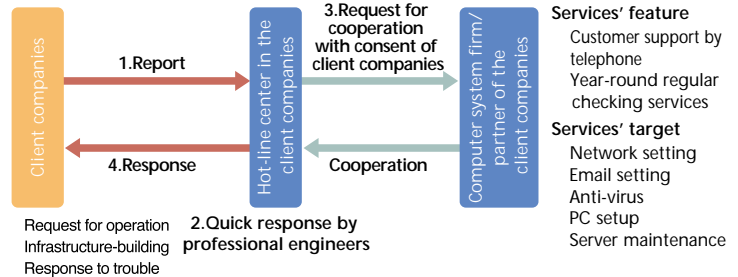 Client companies
Request for operation
Infrastructure-building
Response to trouble
1.Report
4.Response
Hot-line center in the
client companies
2.Quick response by
professional engineers
3.Request for
cooperation
with consent of
client companies
Cooperation
Computer system firm/
partner of the
client companies
Services’ feature
Customer support by
telephone
Year-round regular
checking services
Services’ target
Network setting
Email setting
Anti-virus
PC setup
Server maintenance